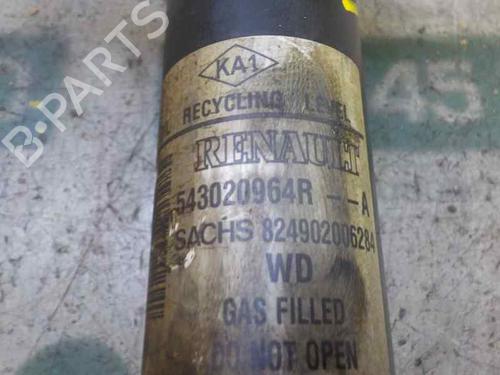 KA1
RECYCLING LEVEL
RENAULT
543020964R --A
SACHS 824902006284
WD
GAS FILLED
DO NOT OPEN
B-PARTS
45